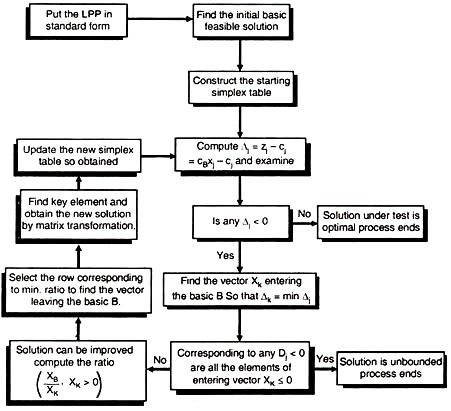 Put the LPP in
standard form
Find the initial basic
feasible solution
Construct the starting
simplex table
Update the new simplex
table so obtained
Compute Δj = zj – cj
= cBxj – cj and examine
Find key element and
obtain the new solution
by matrix transformation.
Is any Δj < 0
No
Solution under test is
optimal process ends
Yes
Select the row corresponding
to min. ratio to find the vector
leaving the basic B.
Find the vector XK entering
the basic B So that Δk = min Δj
Solution can be improved
compute the ratio
(XB/XK, XK > 0)
No
Corresponding to any Dj < 0
are all the elements of
entering vector XK ≤ 0
Yes
Solution is unbounded
process ends